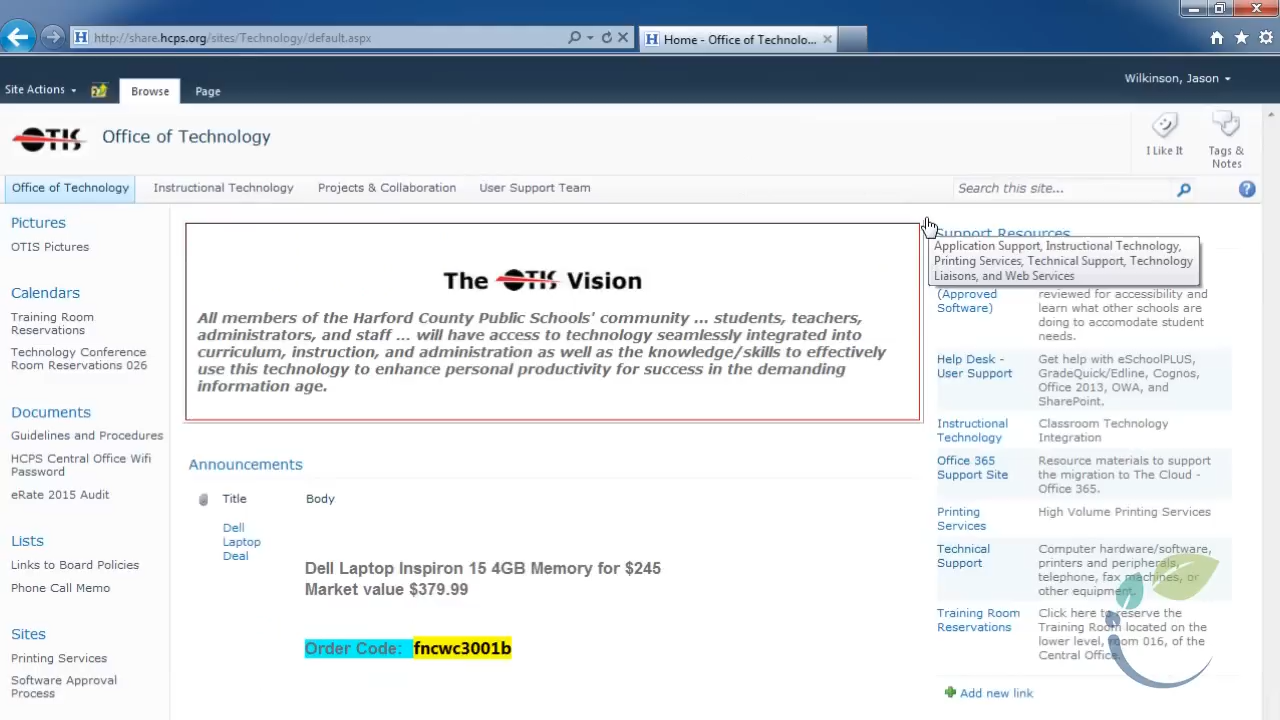 http://share.hcps.org/sites/Technology/default.aspx
Home - Office of Technolo...
Site Actions
Browse
Page
Wilkinson, Jason
OTIS
Office of Technology
I Like It
Tags &
Notes
Office of Technology
Instructional Technology
Projects & Collaboration
User Support Team
Search this site...
Pictures
OTIS Pictures
Calendars
Training Room
Reservations
Technology Conference
Room Reservations 026
Documents
Guidelines and Procedures
HCPS Central Office Wifi
Password
eRate 2015 Audit
Lists
Links to Board Policies
Phone Call Memo
Sites
Printing Services
Software Approval
Process
The OTIS Vision
All members of the Harford County Public Schools' community ... students, teachers,
administrators, and staff ... will have access to technology seamlessly integrated into
curriculum, instruction, and administration as well as the knowledge/skills to effectively
use this technology to enhance personal productivity for success in the demanding
information age.
Announcements
Title
Body
Dell
Laptop
Deal
Dell Laptop Inspiron 15 4GB Memory for $245
Market value $379.99
Order Code: fncwc3001b
Support Resources
Application Support, Instructional Technology,
Printing Services, Technical Support, Technology
Liaisons, and Web Services
(Approved
Software)
reviewed for accessibility and
learn what other schools are
doing to accomodate student
needs.
Help Desk -
User Support
Get help with eSchoolPLUS,
GradeQuick/Edline, Cognos,
Office 2013, OWA, and
SharePoint.
Instructional
Technology
Classroom Technology
Integration
Office 365
Support Site
Resource materials to support
the migration to The Cloud -
Office 365.
Printing
Services
High Volume Printing Services
Technical
Support
Computer hardware/software,
printers and peripherals,
telephone, fax machines, or
other equipment.
Training Room
Reservations
Click here to reserve the
Training Room located on the
lower level, room 016, of the
Central Office.
Add new link